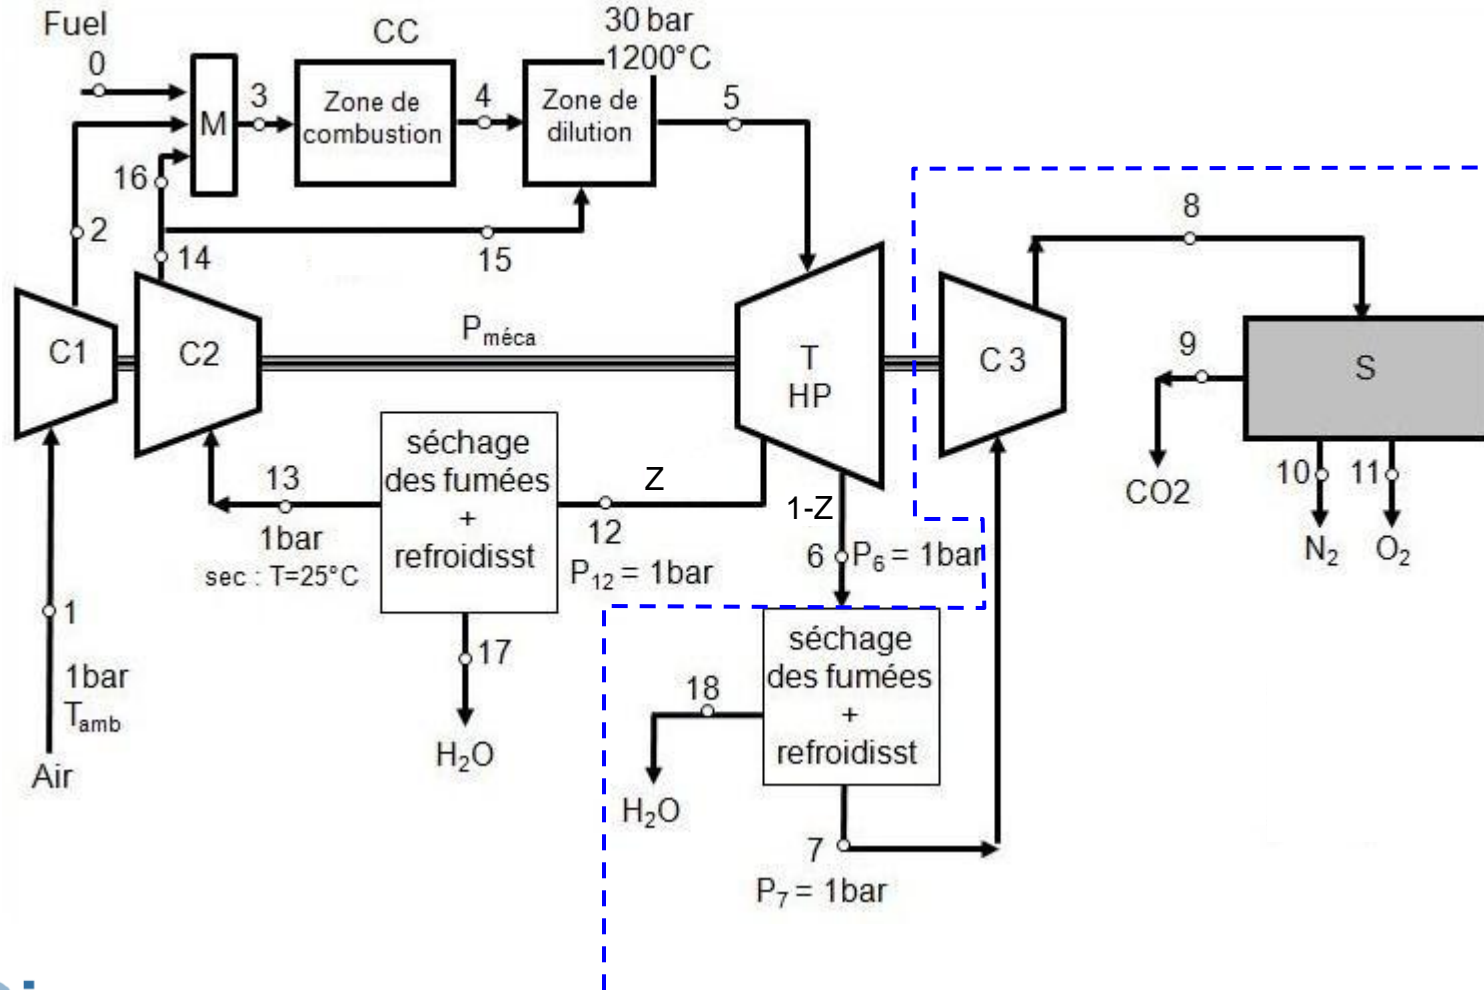 Fuel
0
CC
30 bar
1200°C
M
3
Zone de
combustion
4
Zone de
dilution
5
16
2
14
15
8
C1
C2
Pméca
T
HP
C 3
9
S
CO2
10
11
N2
O2
séchage
des fumées
+
refroidisst
13
1bar
sec : T=25°C
Z
12
P12 = 1bar
1-Z
6
P6 = 1bar
1
1bar
Tamb
Air
17
H2O
18
H2O
séchage
des fumées
+
refroidisst
7
P7 = 1bar